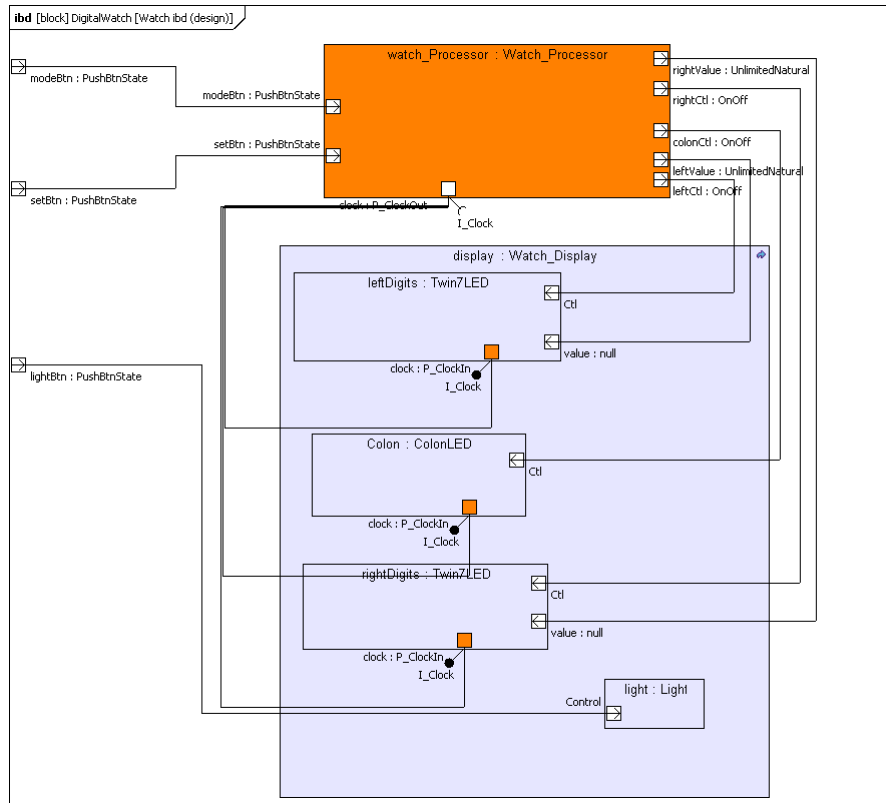 ibd [block] DigitalWatch [Watch ibd (design)]
watch_Processor : Watch_Processor
rightValue : UnlimitedNatural
modeBtn : PushBtnState
modeBtn : PushBtnState
rightCtl : OnOff
colonCtl : OnOff
setBtn : PushBtnState
leftValue : UnlimitedNatural
leftCtl : OnOff
setBtn : PushBtnState
clock : P_ClockOut
I_Clock
display : Watch_Display
leftDigits : Twin7LED
Ctl
value : null
clock : P_ClockIn
lightBtn : PushBtnState
I_Clock
Colon : ColonLED
Ctl
clock : P_ClockIn
I_Clock
rightDigits : Twin7LED
Ctl
value : null
clock : P_ClockIn
I_Clock
light : Light
Control